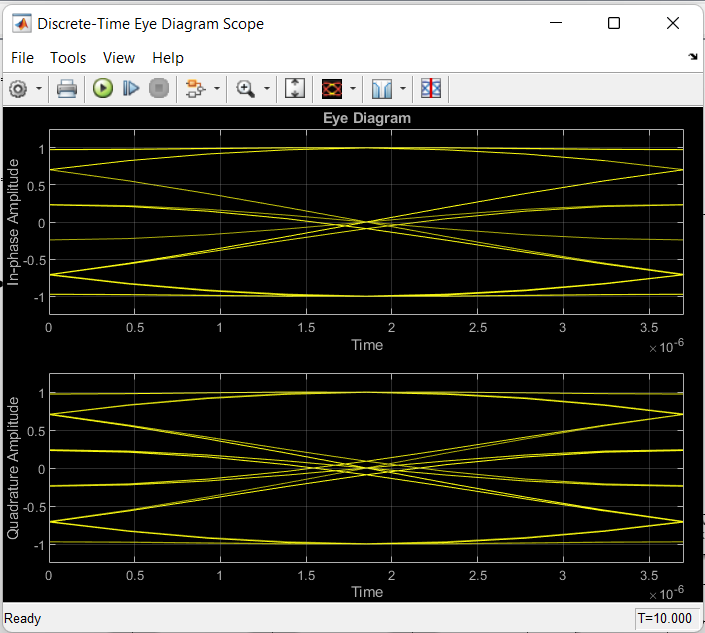 Discrete-Time Eye Diagram Scope
File Tools View Help
Eye Diagram
In-phase Amplitude
1
0.5
0
-0.5
-1
0 0.5 1 1.5 2 2.5 3 3.5
Time
×10-6
Quadrature Amplitude
1
0.5
0
-0.5
-1
0 0.5 1 1.5 2 2.5 3 3.5
Time
×10-6
Ready T=10.000